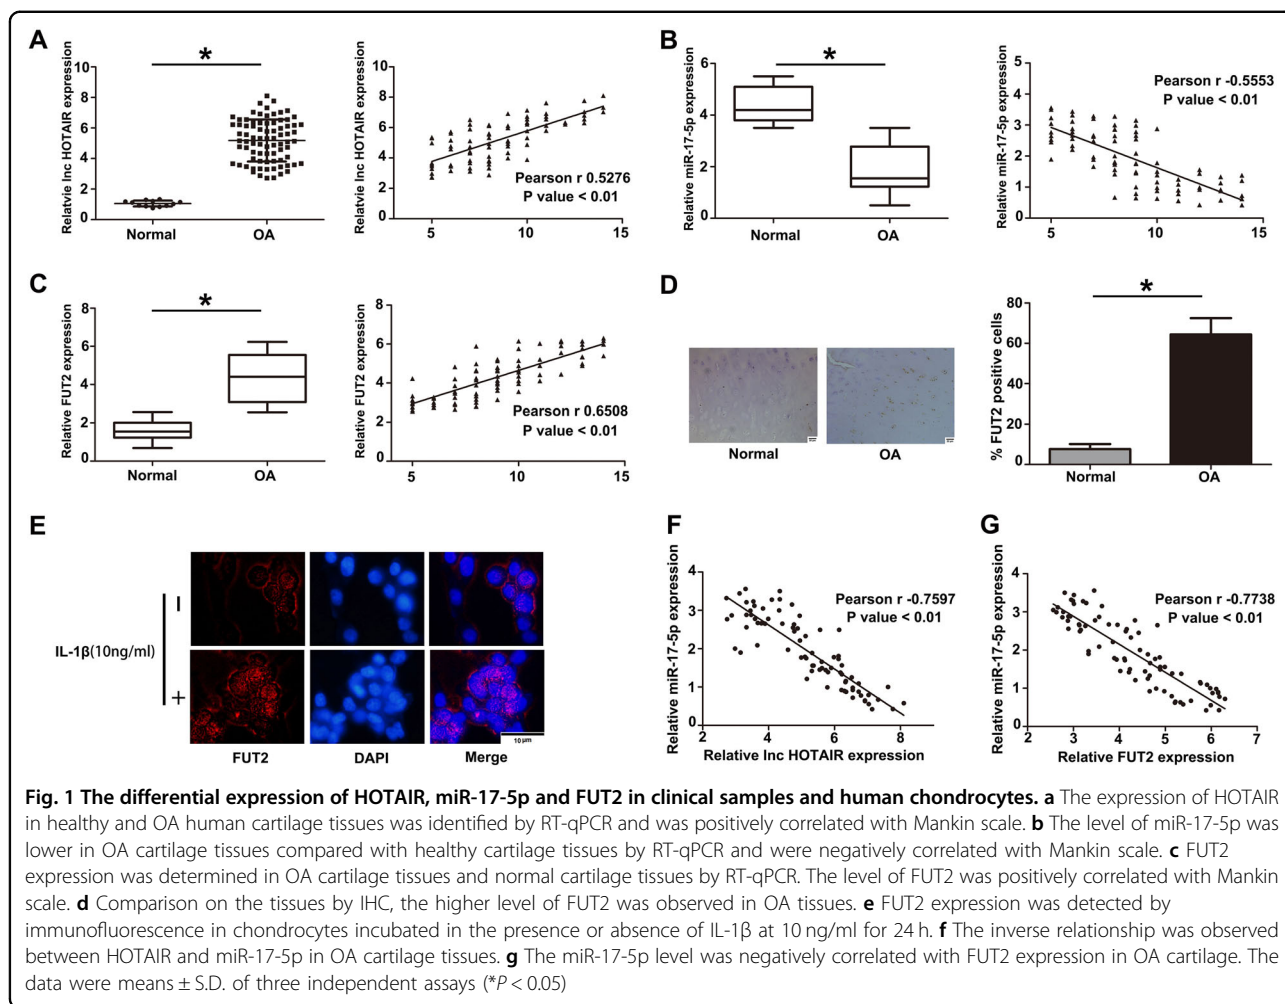 A
*
Relatvie lnc HOTAIR expression
10
8
6
4
2
0
Normal
OA
Relatvie lnc HOTAIR expression
10
8
6
4
2
0
Pearson r 0.5276
P value < 0.01
5
10
15
B
*
Relative miR-17-5p expression
6
4
2
0
Normal
OA
Relative miR-17-5p expression
5
4
3
2
1
0
Pearson r -0.5553
P value < 0.01
5
10
15
C
*
Relative FUT2 expression
8
6
4
2
0
Normal
OA
Relative FUT2 expression
8
6
4
2
0
Pearson r 0.6508
P value < 0.01
5
10
15
D
Normal
OA
*
% FUT2 positive cells
80
60
40
20
0
Normal
OA
E
IL-1β(10ng/ml)
-
+
10 μm
FUT2
DAPI
Merge
F
Relative miR-17-5p expression
4
3
2
1
0
Pearson r -0.7597
P value < 0.01
2
4
6
8
Relative lnc HOTAIR expression
G
Relative miR-17-5p expression
4
3
2
1
0
Pearson r -0.7738
P value < 0.01
2
3
4
5
6
7
Relative FUT2 expression
Fig. 1 The differential expression of HOTAIR, miR-17-5p and FUT2 in clinical samples and human chondrocytes. a The expression of HOTAIR
in healthy and OA human cartilage tissues was identified by RT-qPCR and was positively correlated with Mankin scale. b The level of miR-17-5p was
lower in OA cartilage tissues compared with healthy cartilage tissues by RT-qPCR and were negatively correlated with Mankin scale. c FUT2
expression was determined in OA cartilage tissues and normal cartilage tissues by RT-qPCR. The level of FUT2 was positively correlated with Mankin
scale. d Comparison on the tissues by IHC, the higher level of FUT2 was observed in OA tissues. e FUT2 expression was detected by
immunofluorescence in chondrocytes incubated in the presence or absence of IL-1β at 10 ng/ml for 24 h. f The inverse relationship was observed
between HOTAIR and miR-17-5p in OA cartilage tissues. g The miR-17-5p level was negatively correlated with FUT2 expression in OA cartilage. The
data were means ± S.D. of three independent assays (*P < 0.05)